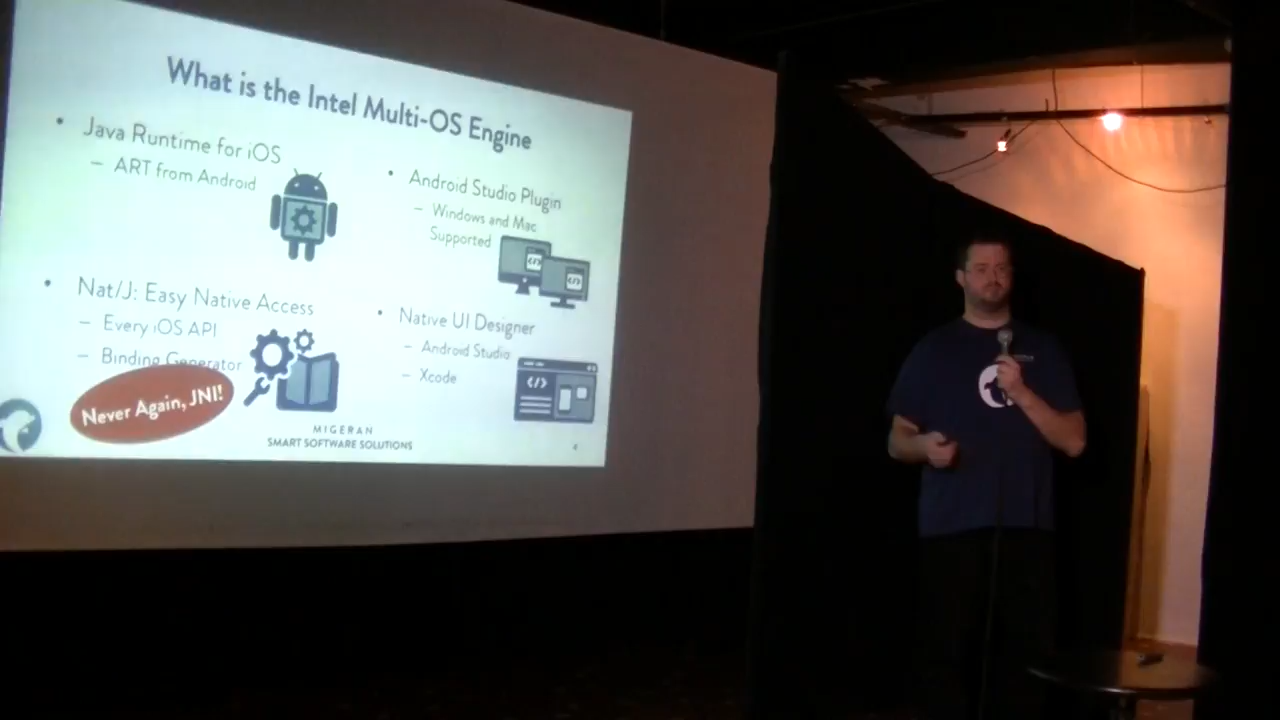 What is the Intel Multi-OS Engine
• Java Runtime for iOS
– ART from Android
• Nat/J: Easy Native Access
– Every iOS API
– Binding Generator
Never Again, JNI!
• Android Studio Plugin
– Windows and Mac
Supported
• Native UI Designer
– Android Studio
– Xcode
MIGERAN
SMART SOFTWARE SOLUTIONS